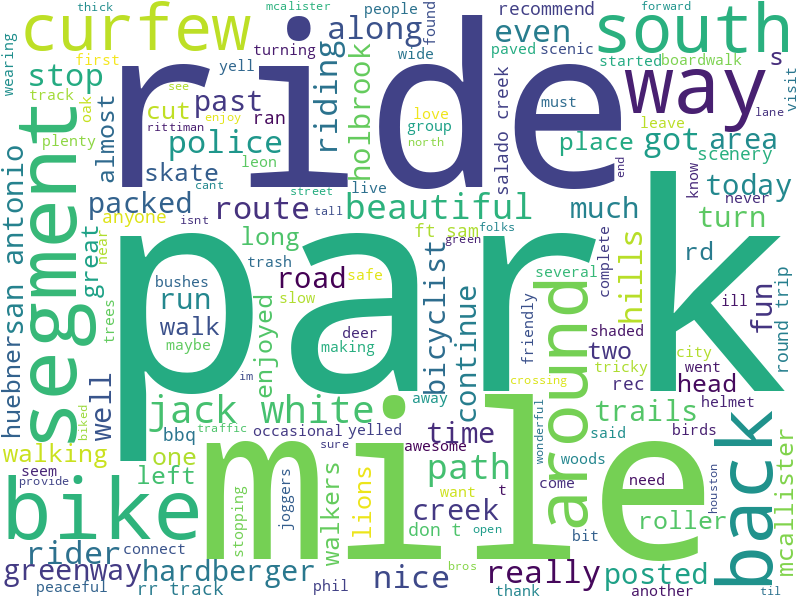 mcalister
thick
curfew
ride
along
people
even
recommend
south
forward
wearing
first
turning
yell
wide
found
paved
scenic
started
boardwalk
s
visit
stop
track
oak
cut
past
ran
see
enjoy
riding
holbrook
love
group
north
salado creek
must
way
lane
plenty
rittiman
police
leon
almost
skate
cant
street
live
end
place
leave
got
area
scenery
know
never
segment
packed
anyone
isnt
route
tall
beautiful
much
today
turn
huebnersan antonio
great
near
long
trash
ft sam
folks
green
hills
rd
park
trees
bushes
run
walk
maybe
slow
road
safe
deer
making
im
enjoyed
bicyclist
continue
friendly
several
around
complete
shaded
two
rec
tricky
city
went
ill
fun
round trip
well
biked
jack white
away
crossing
trails
head
helmet
walking
bbq
one
traffic
occasional
yelled
sure
awesome
time
wonderful
said
birds
woods
seem
provide
left
stopping
mile
joggers
walkers
lions
path
want
t
come
need
houston
back
mcallister
bike
creek
don t
open
bit
roller
rider
connect
greenway
hardberger
peaceful
rr track
phil
nice
bros
really
thank
posted
another
til